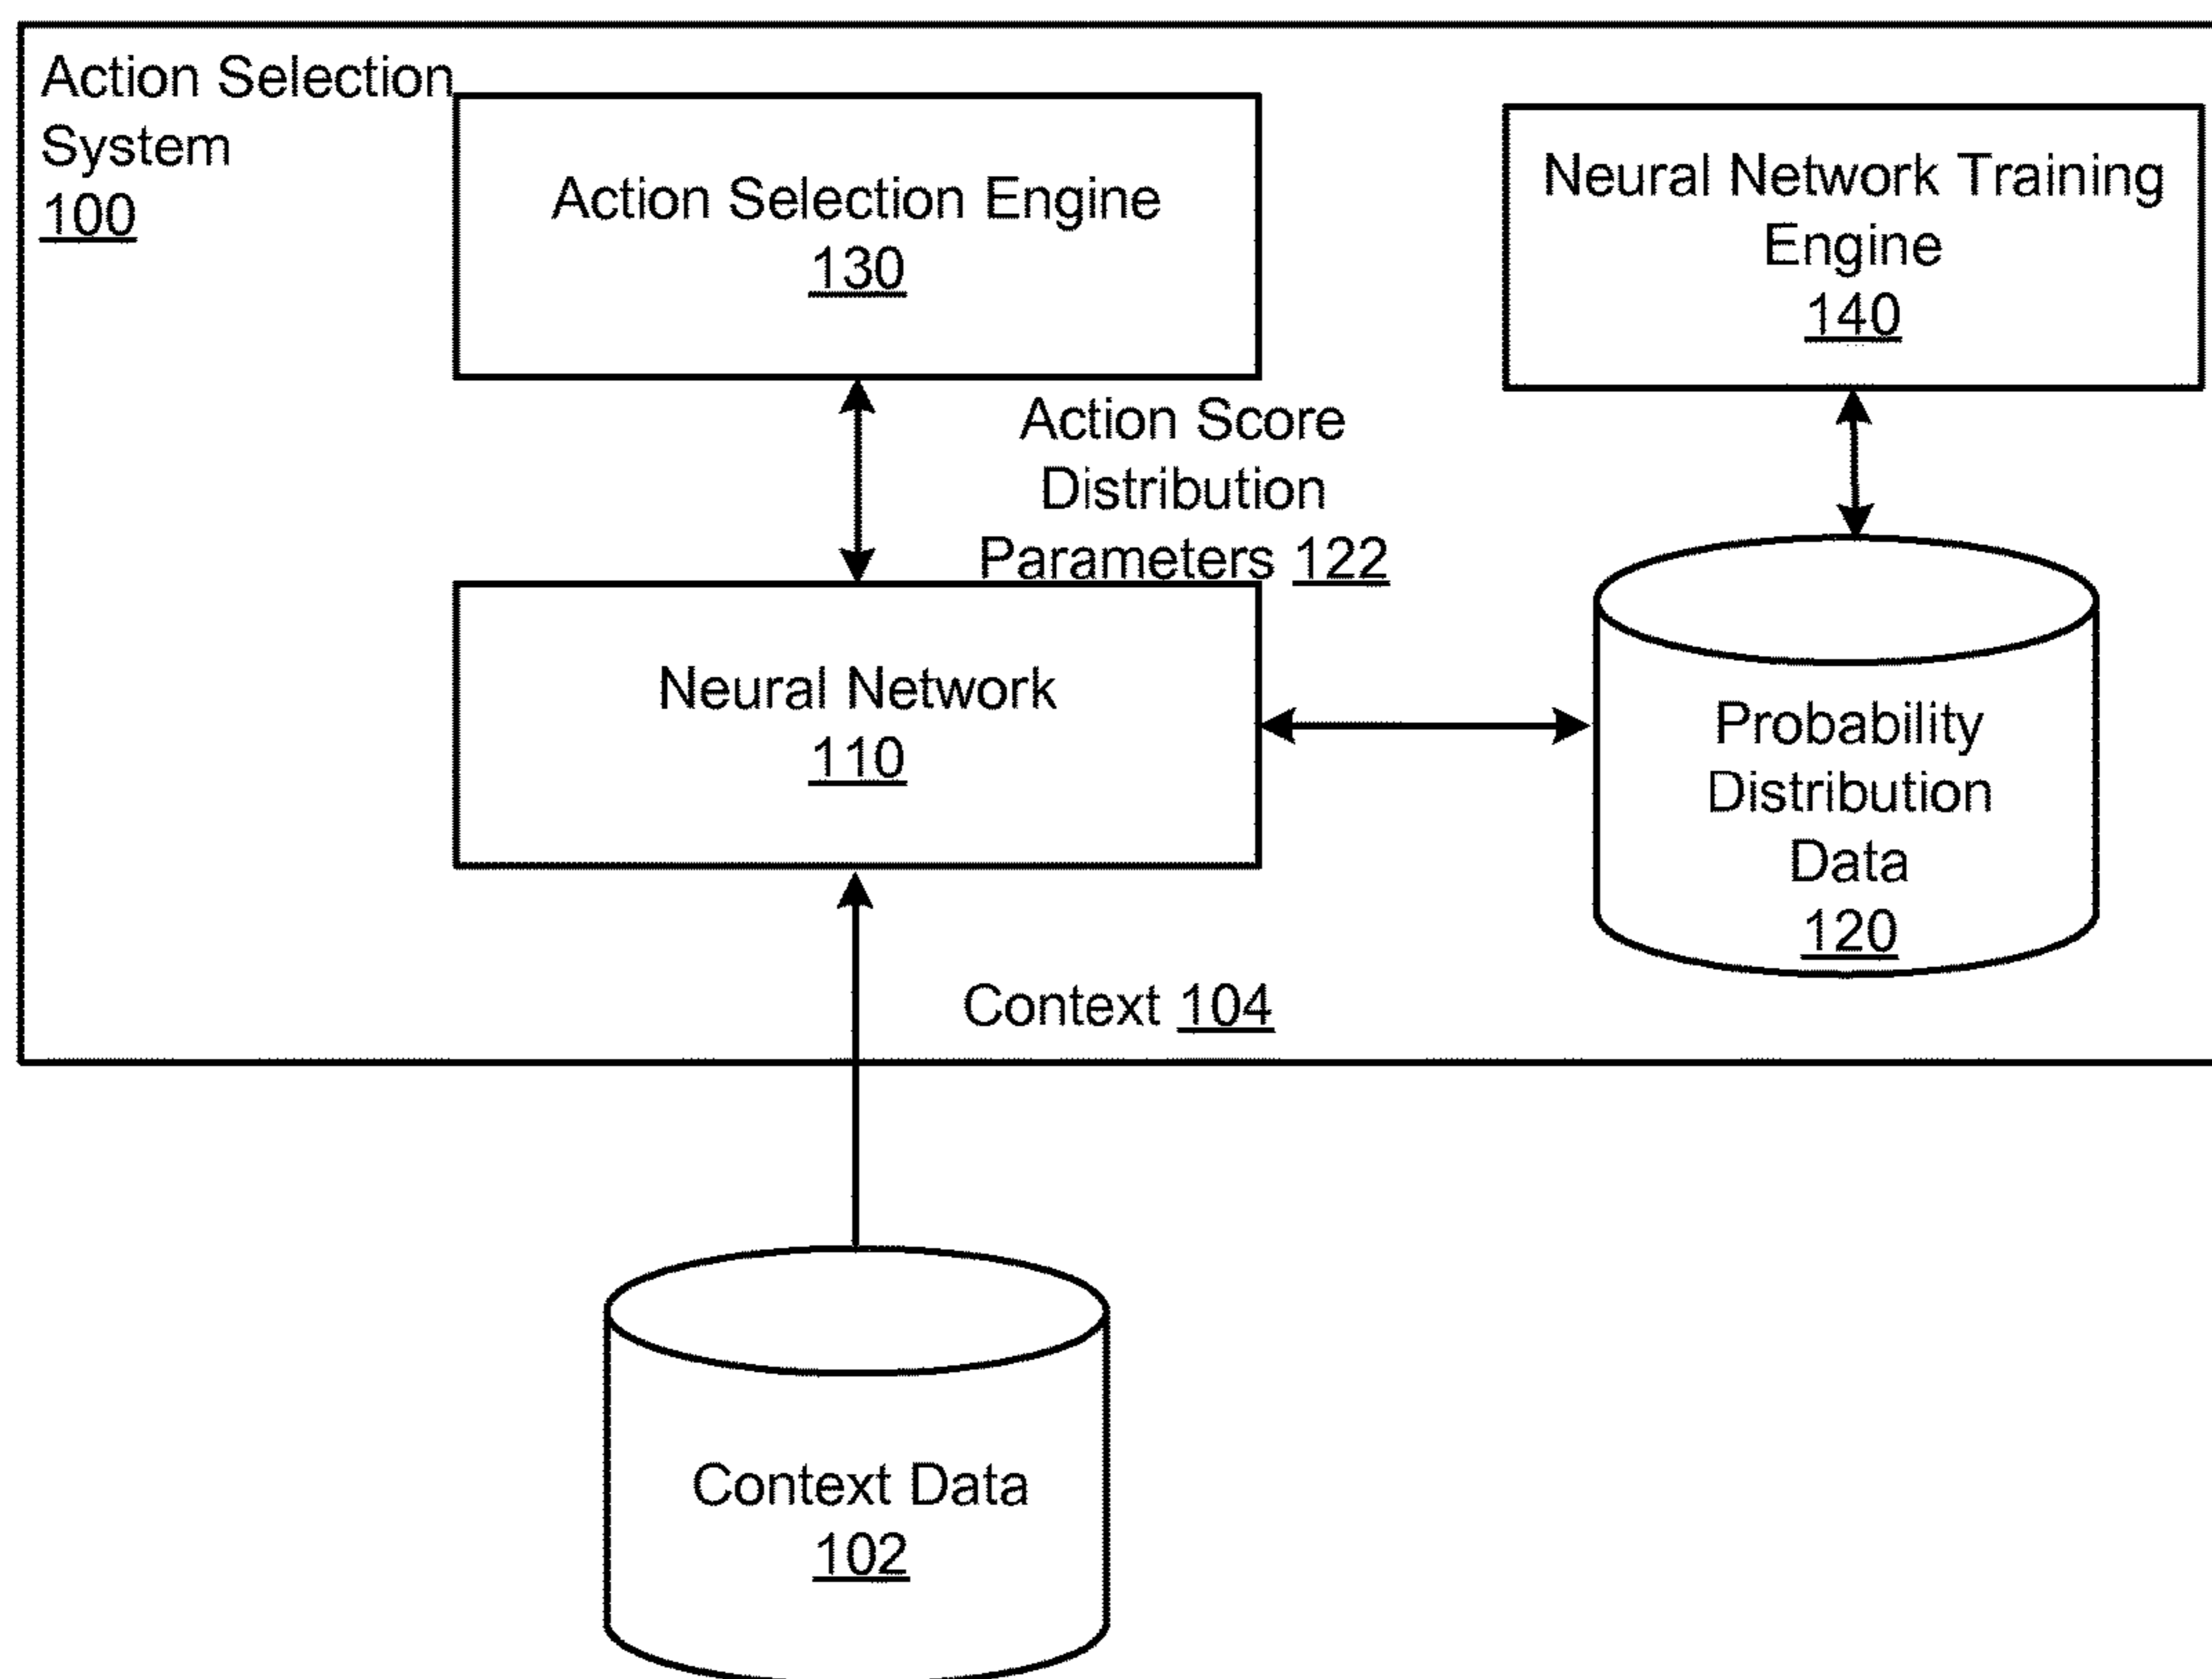 Action Selection
System
100
Action Selection Engine
130
Neural Network Training
Engine
140
Action Score
Distribution
Parameters 122
Neural Network
110
Probability
Distribution
Data
120
Context 104
Context Data
102